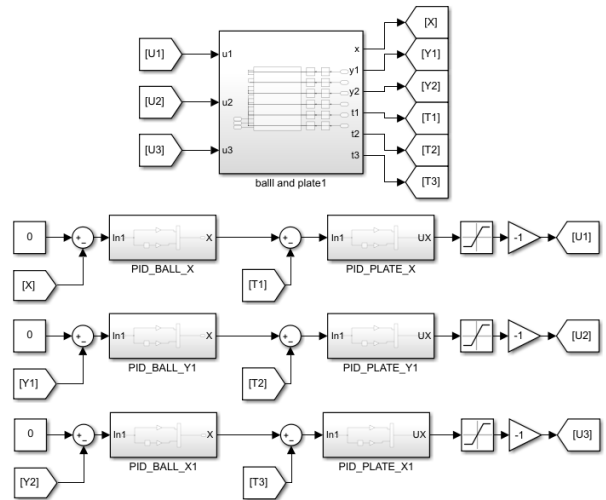 [X]
[U1] u1 x [Y1]
y1
[U2] u2 y2 [Y2]
t1 [T1]
[U3] u3 t2 [T2]
t3 [T3]
balll and plate1
0 +- In1 X +- In1 UX -1 [U1]
PID_BALL_X PID_PLATE_X
[X] [T1]
0 +- In1 X +- In1 UX -1 [U2]
PID_BALL_Y1 PID_PLATE_Y1
[Y1] [T2]
0 +- In1 X +- In1 UX -1 [U3]
PID_BALL_X1 PID_PLATE_X1
[Y2] [T3]